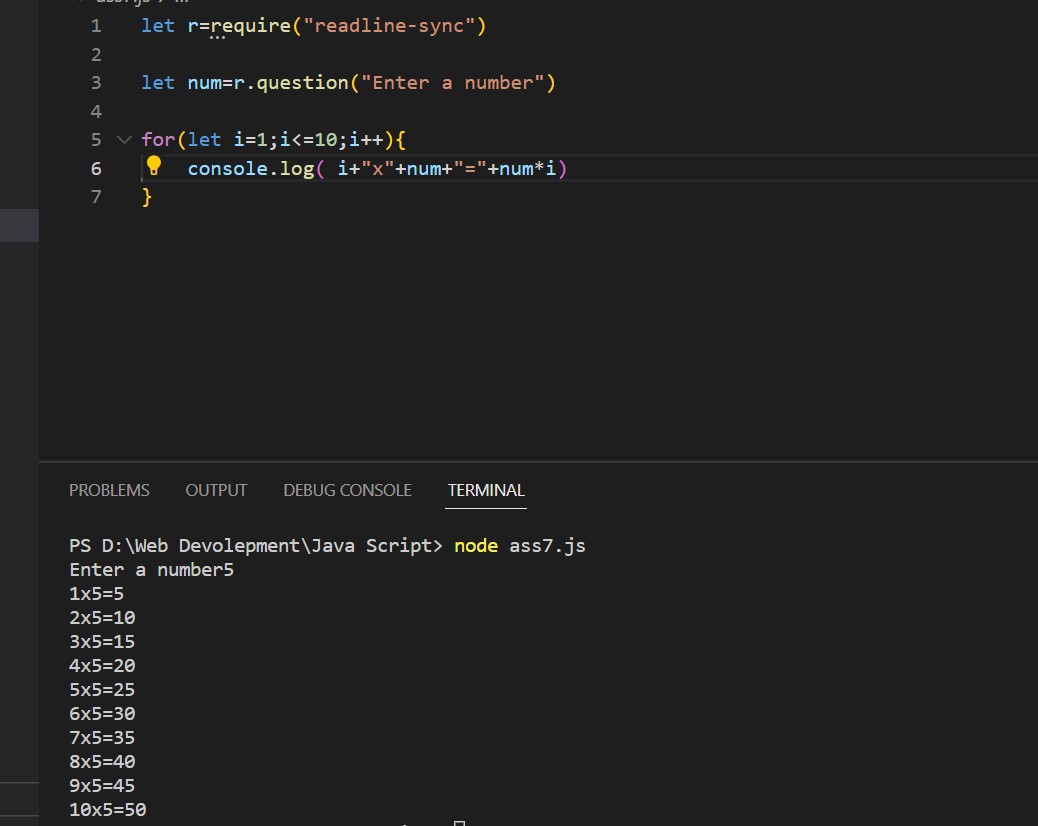 1 let r=require("readline-sync")
2
3 let num=r.question("Enter a number")
4
5 for(let i=1;i<=10;i++){
6 console.log( i+"x"+num+"="+num*i)
7 }
PROBLEMS OUTPUT DEBUG CONSOLE TERMINAL
PS D:\Web Devolepment\Java Script> node ass7.js
Enter a number5
1x5=5
2x5=10
3x5=15
4x5=20
5x5=25
6x5=30
7x5=35
8x5=40
9x5=45
10x5=50